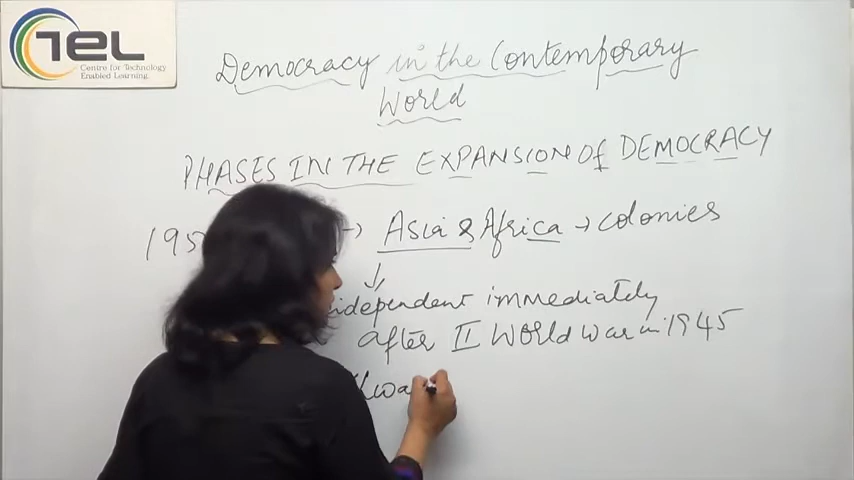 TEL
Centre for Technology
Enabled Learning
Democracy in the Contemporary
World
PHASES IN THE EXPANSION Of DEMOCRACY
195 → Asia & Africa → colonies
↓
independent immediately
after II World War in 1945